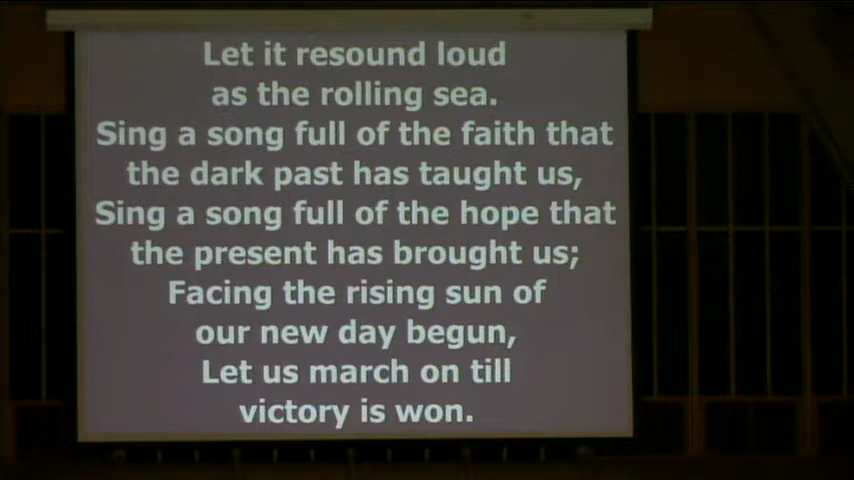 Let it resound loud
as the rolling sea.
Sing a song full of the faith that
the dark past has taught us,
Sing a song full of the hope that
the present has brought us;
Facing the rising sun of
our new day begun,
Let us march on till
victory is won.